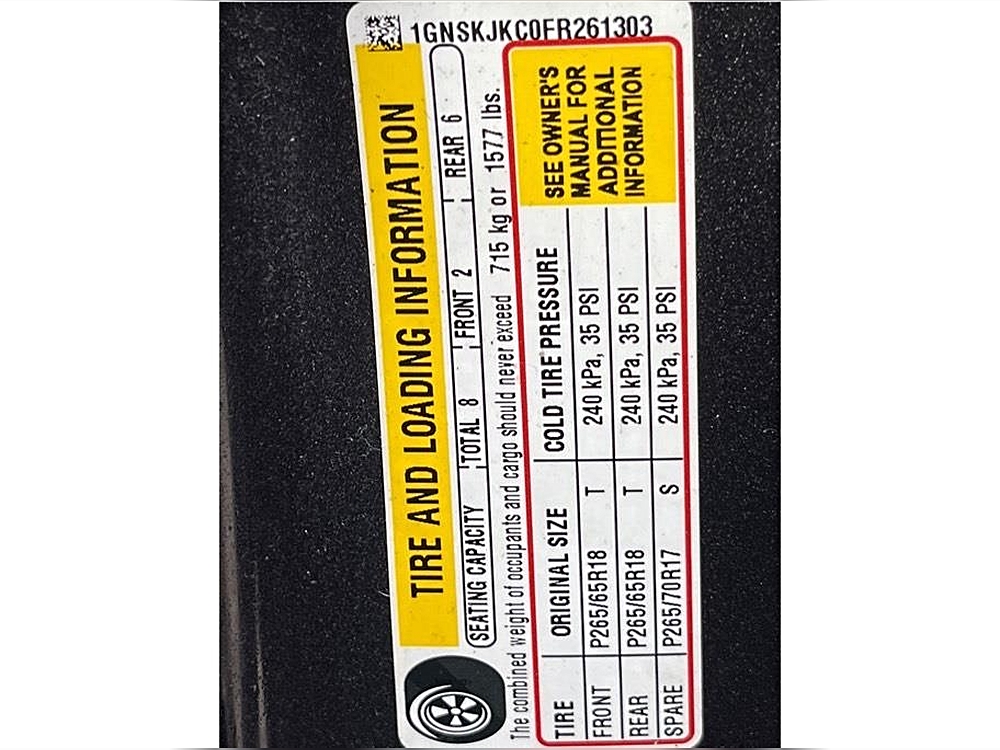 1GNSKJKC0FR261303
TIRE AND LOADING INFORMATION
SEATING CAPACITY TOTAL 8 FRONT 2 REAR 6
The combined weight of occupants and cargo should never exceed 715 kg or 1577 lbs.
TIRE ORIGINAL SIZE COLD TIRE PRESSURE
FRONT P265/65R18 T 240 kPa, 35 PSI
REAR P265/65R18 T 240 kPa, 35 PSI
SPARE P265/70R17 S 240 kPa, 35 PSI
SEE OWNER'S
MANUAL FOR
ADDITIONAL
INFORMATION